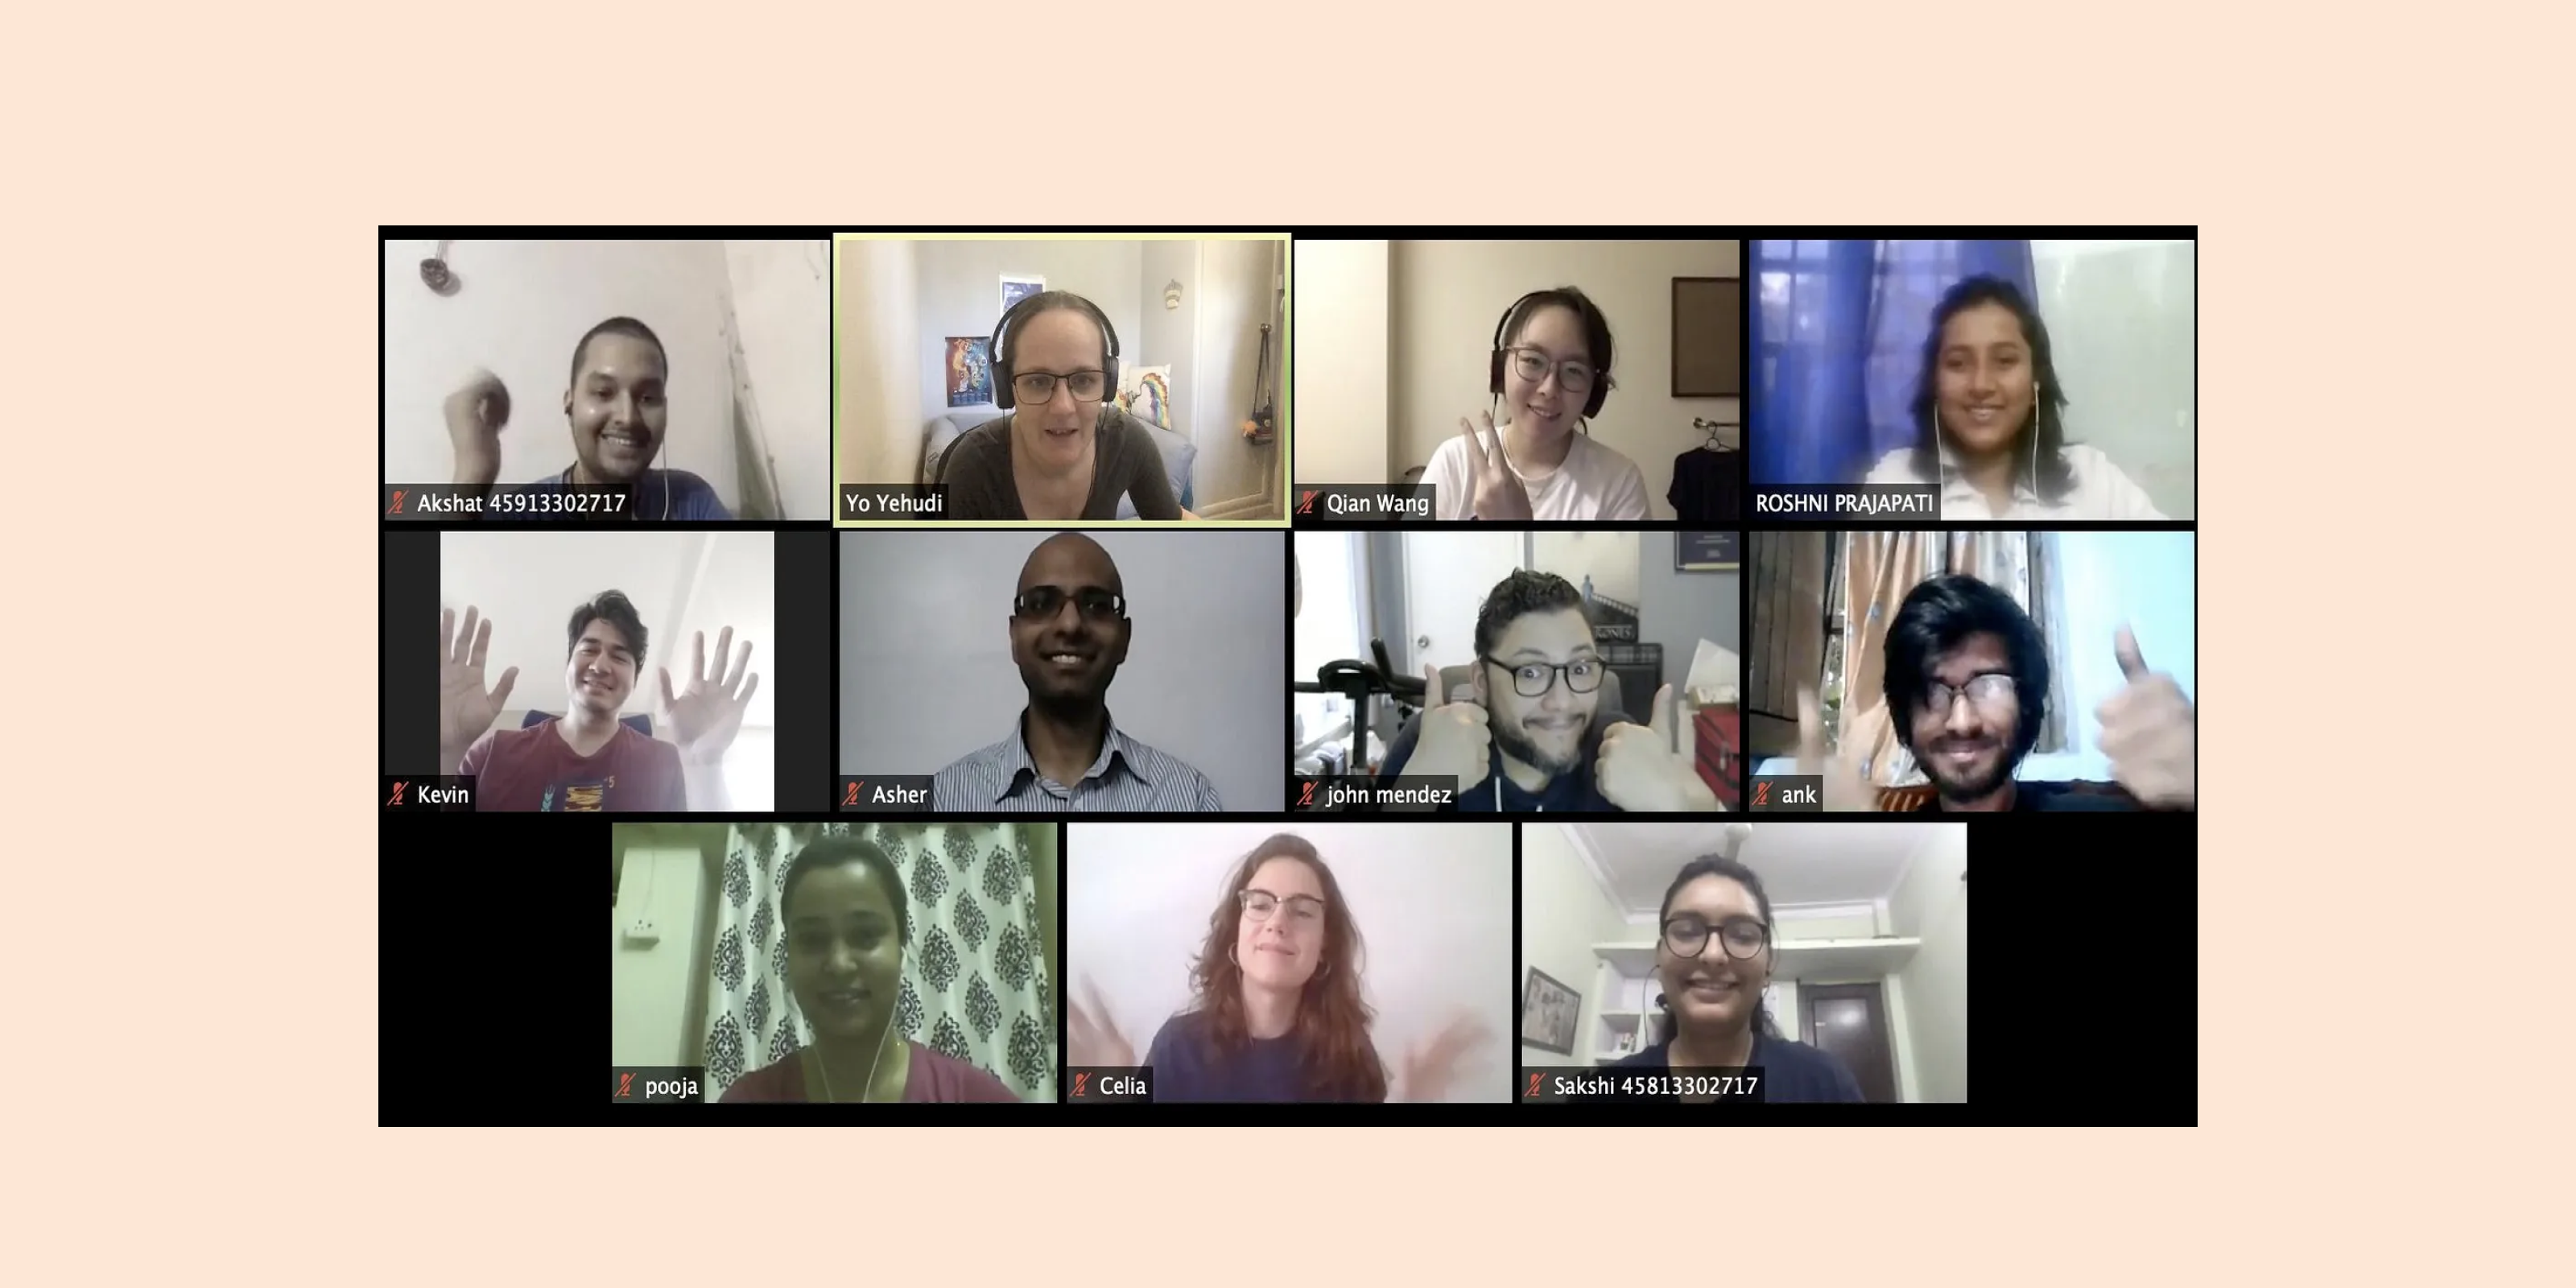 Akshat 45913302717
Yo Yehudi
Qian Wang
ROSHNI PRAJAPATI
Kevin
Asher
john mendez
ank
pooja
Celia
Sakshi 45813302717